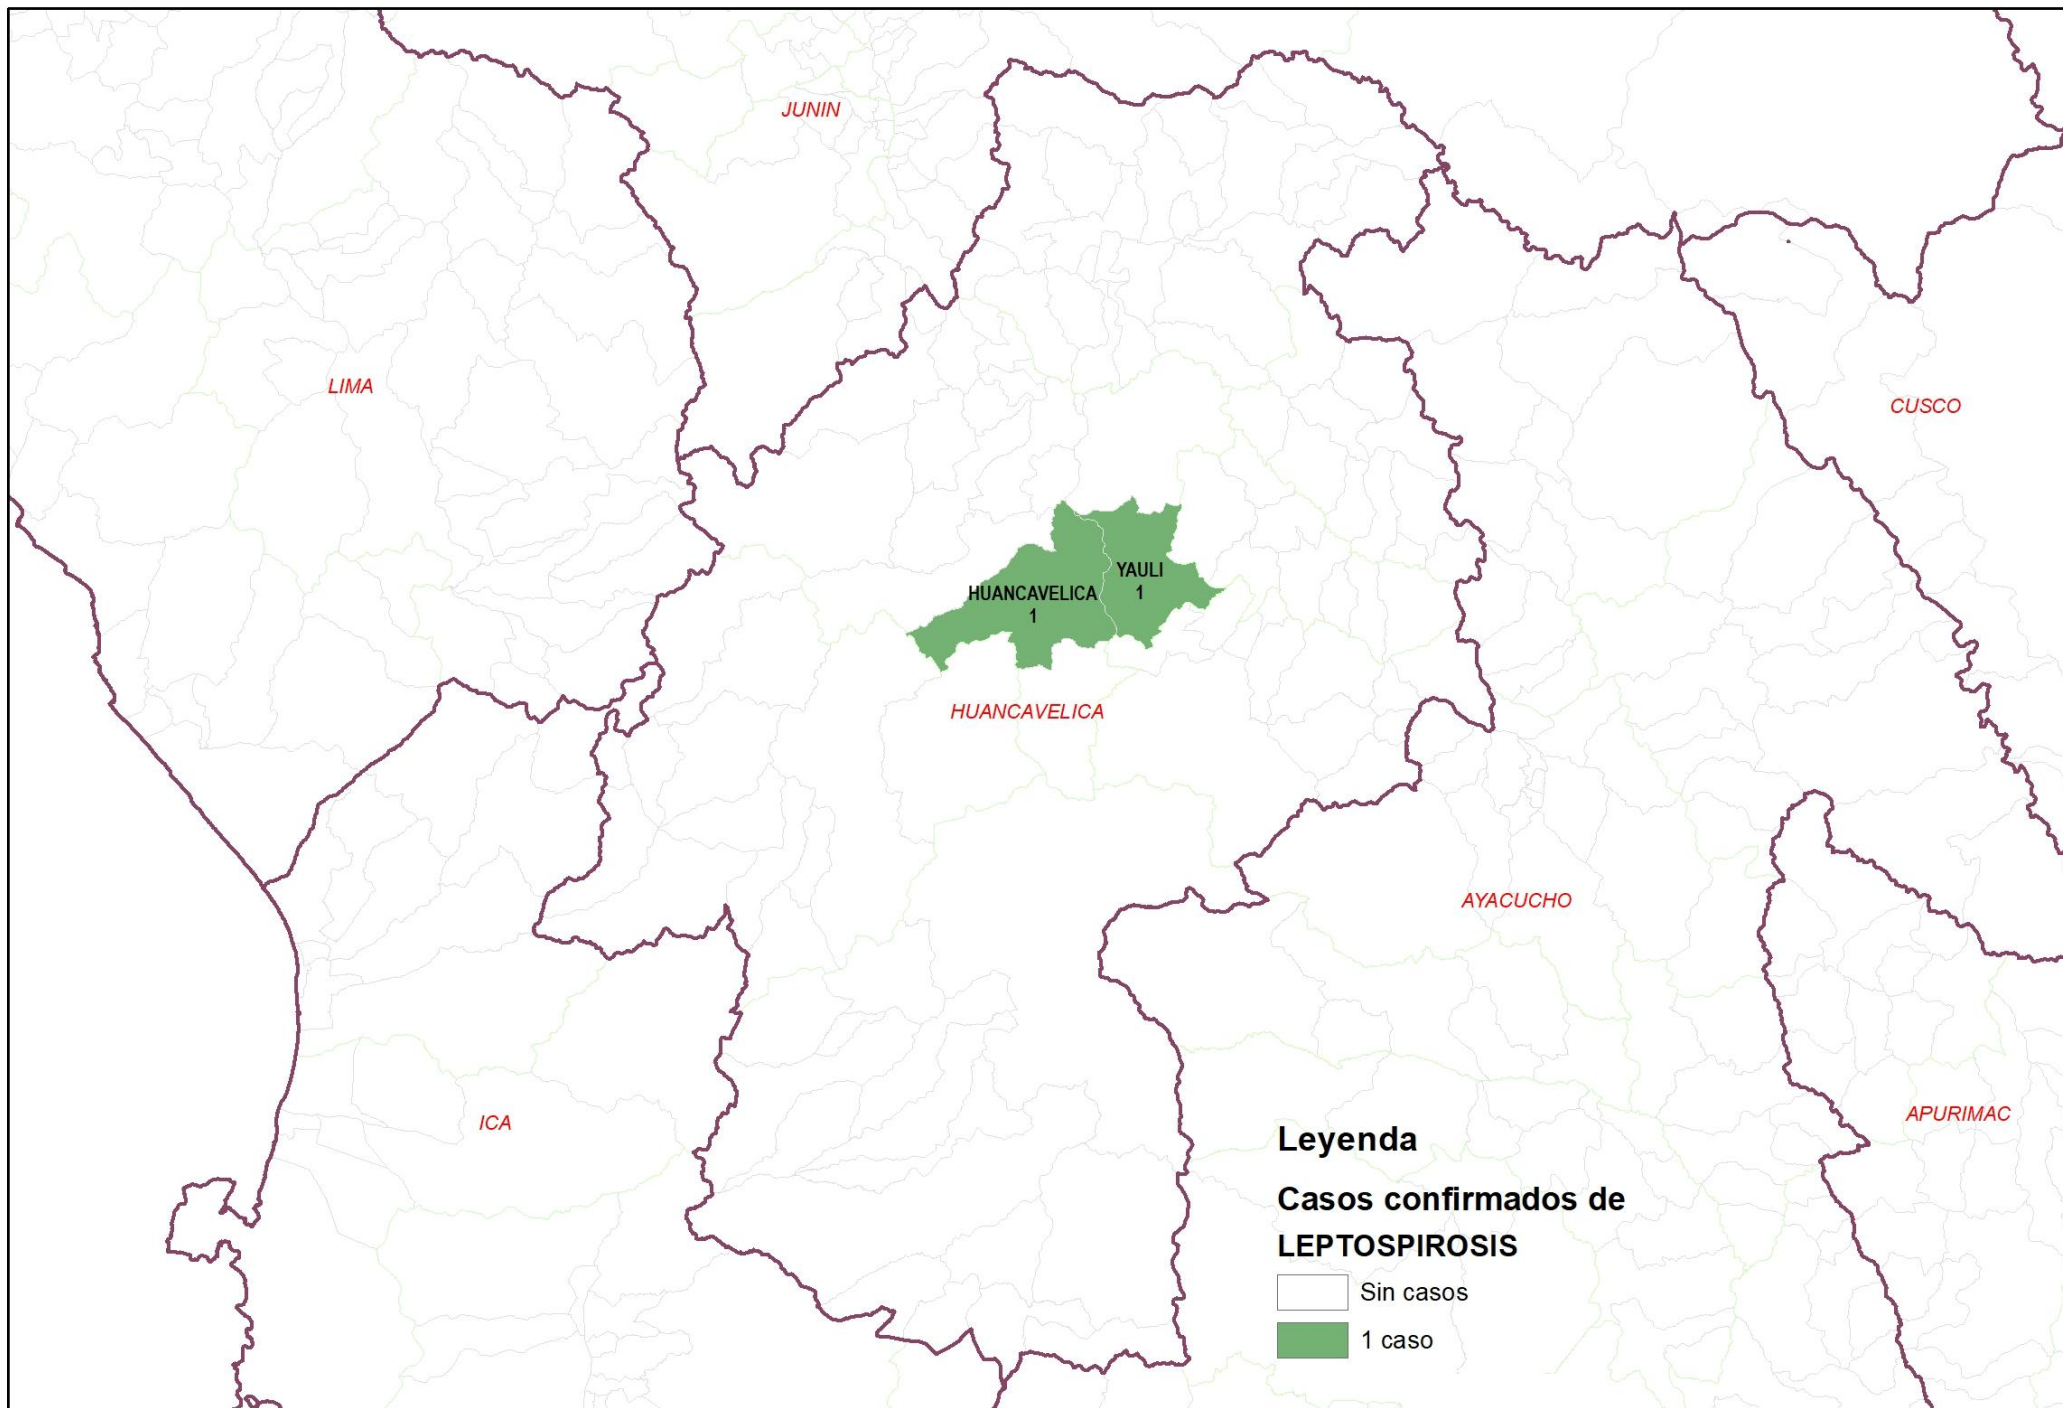 JUNIN
LIMA
CUSCO
YAULI
1
HUANCAVELICA
1
HUANCAVELICA
AYACUCHO
ICA
APURIMAC
Leyenda
Casos confirmados de
LEPTOSPIROSIS
Sin casos
1 caso